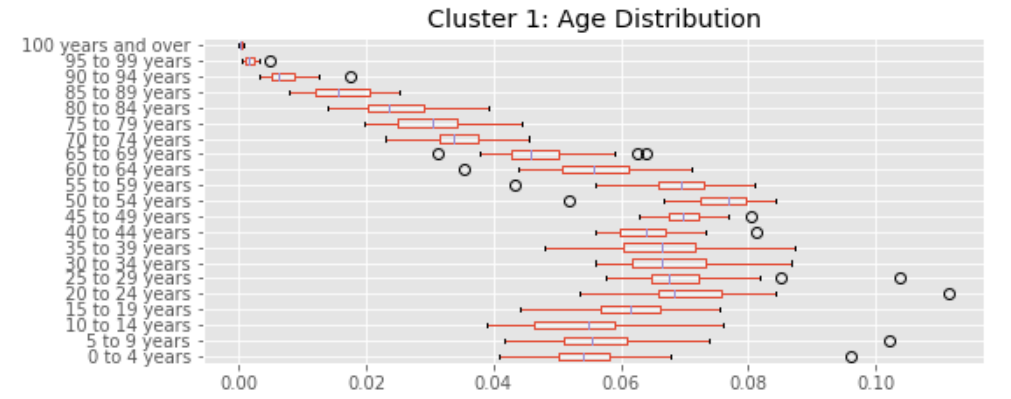 Cluster 1: Age Distribution
100 years and over
95 to 99 years
90 to 94 years
85 to 89 years
80 to 84 years
75 to 79 years
70 to 74 years
65 to 69 years
60 to 64 years
55 to 59 years
50 to 54 years
45 to 49 years
40 to 44 years
35 to 39 years
30 to 34 years
25 to 29 years
20 to 24 years
15 to 19 years
10 to 14 years
5 to 9 years
0 to 4 years
0.00 0.02 0.04 0.06 0.08 0.10